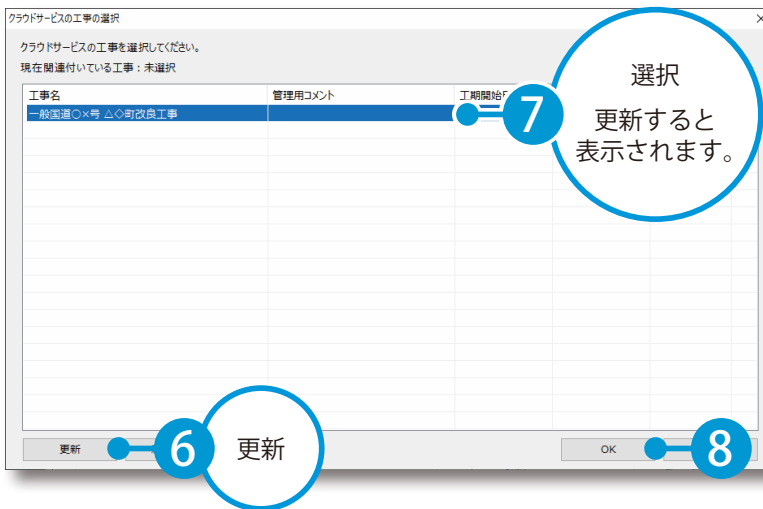 クラウドサービスの工事の選択
クラウドサービスの工事を選択してください。
現在関連付いている工事：未選択
工事名 管理用コメント 工期開始
一般国道○×号 △◇町改良工事
7
選択
更新すると
表示されます。
更新
6
更新
OK
8